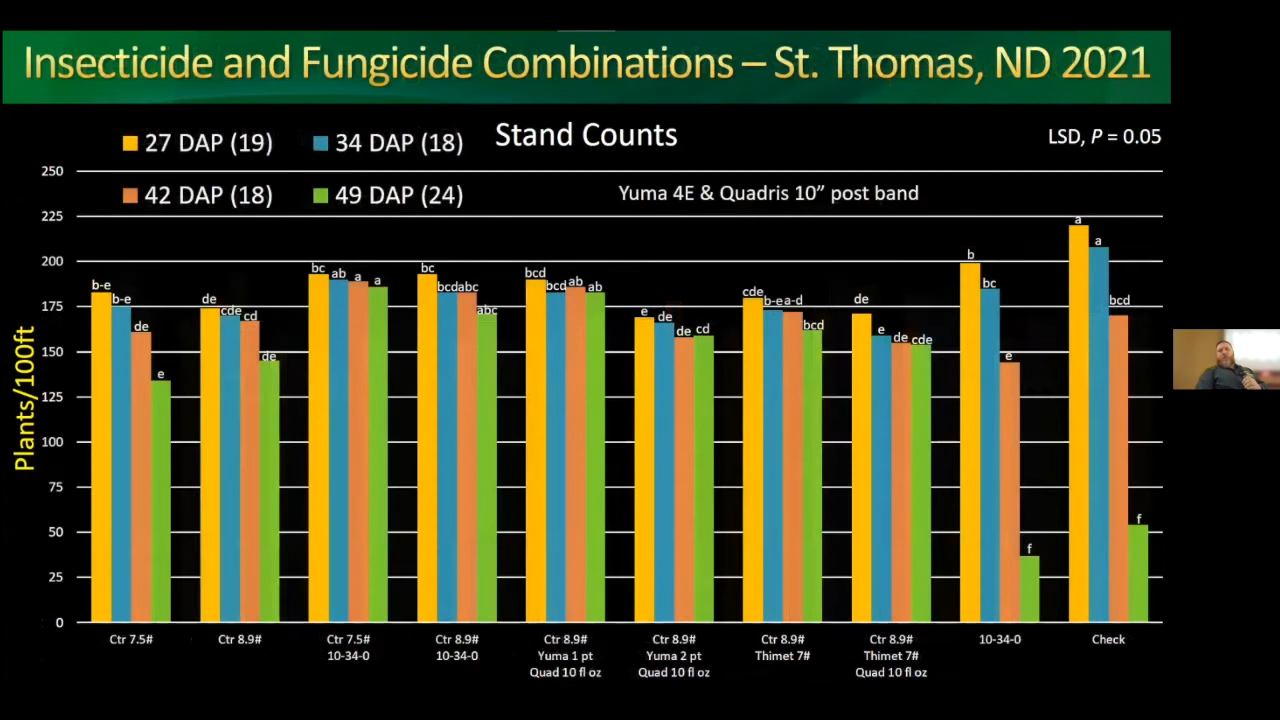 Insecticide and Fungicide Combinations – St. Thomas, ND 2021
27 DAP (19)
34 DAP (18)
Stand Counts
LSD, P = 0.05
42 DAP (18)
49 DAP (24)
Yuma 4E & Quadris 10” post band
Plants/100ft
250
225
200
175
150
125
100
75
50
25
0
b-e
b-e
de
e
de
cde
cd
de
bc
ab
a
a
bc
bcd
abc
abc
bcd
bcd
ab
ab
e
de
de
cd
cde
b-e
a-d
bcd
de
e
de
cde
b
bc
e
f
a
a
bcd
f
Ctr 7.5#
Ctr 8.9#
Ctr 7.5#
10-34-0
Ctr 8.9#
10-34-0
Ctr 8.9#
Yuma 1 pt
Quad 10 fl oz
Ctr 8.9#
Yuma 2 pt
Quad 10 fl oz
Ctr 8.9#
Thimet 7#
Ctr 8.9#
Thimet 7#
Quad 10 fl oz
10-34-0
Check